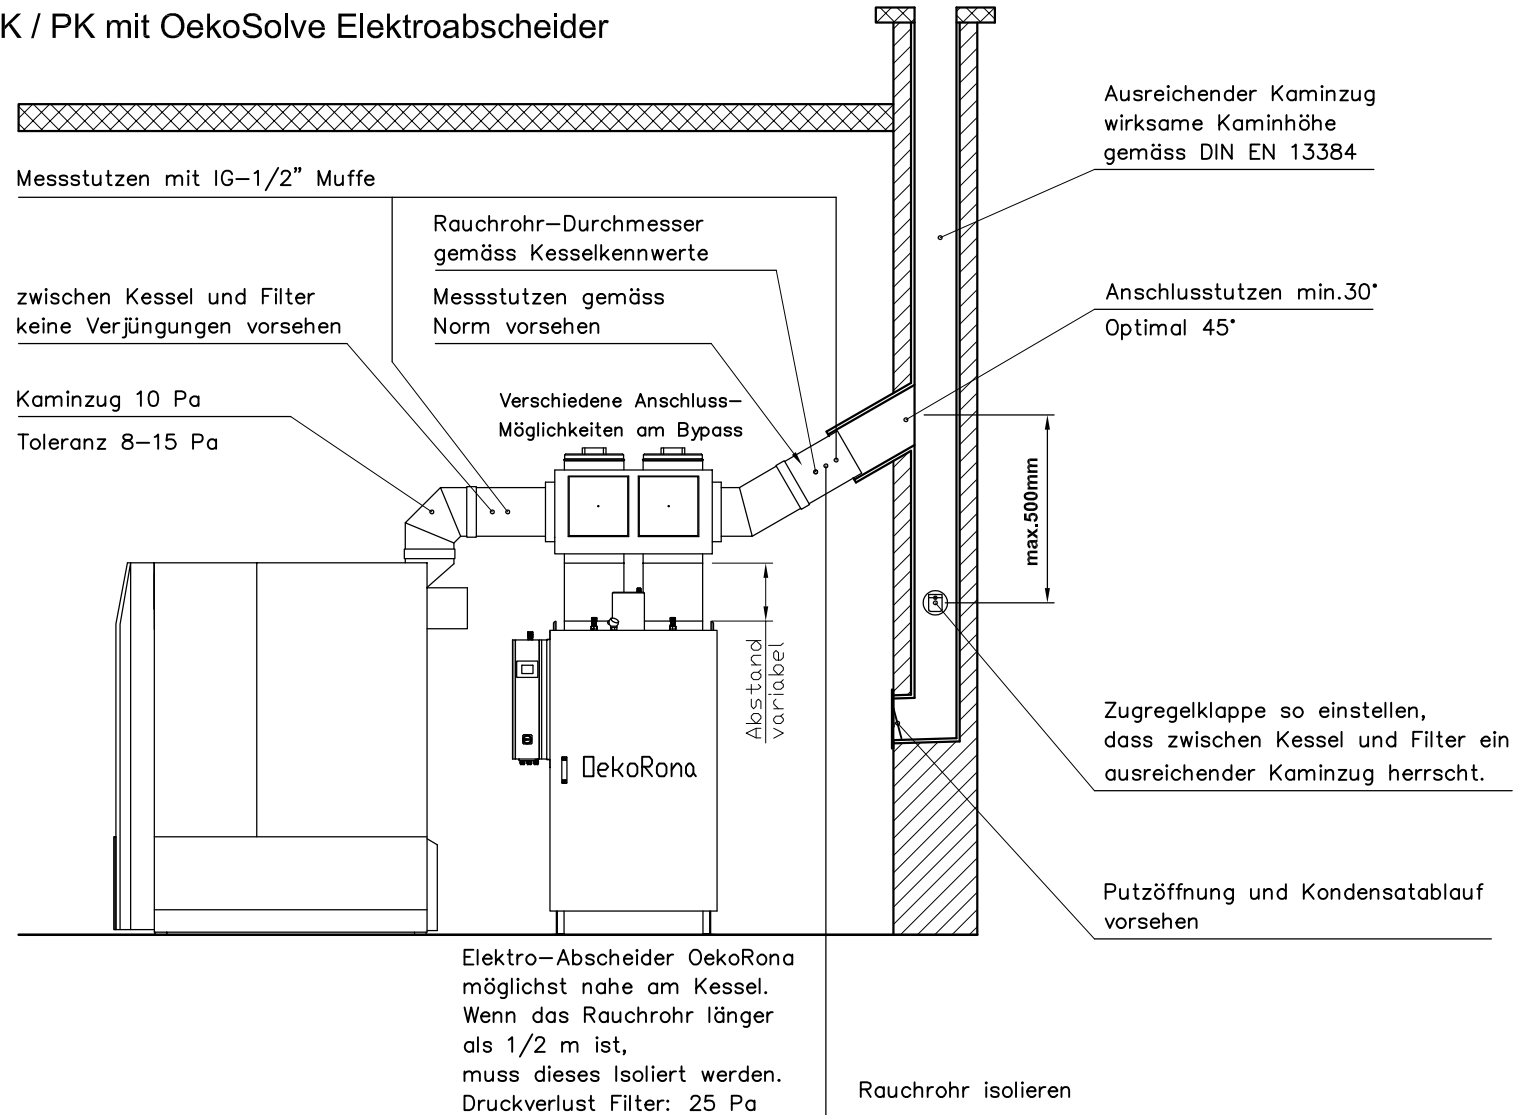 K / PK mit OekoSolve Elektroabscheider
Ausreichender Kaminzug
wirksame Kaminhöhe
gemäss DIN EN 13384
Messstutzen mit IG-1/2” Muffe
Rauchrohr-Durchmesser
gemäss Kesselkennwerte
zwischen Kessel und Filter
keine Verjüngungen vorsehen
Messstutzen gemäss
Norm vorsehen
Anschlusstutzen min.30°
Optimal 45°
Kaminzug 10 Pa
Toleranz 8-15 Pa
Verschiedene Anschluss-
Möglichkeiten am Bypass
max.500mm
Abstand
variabel
OekoRona
Zugregelklappe so einstellen,
dass zwischen Kessel und Filter ein
ausreichender Kaminzug herrscht.
Putzöffnung und Kondensatablauf
vorsehen
Elektro-Abscheider OekoRona
möglichst nahe am Kessel.
Wenn das Rauchrohr länger
als 1/2 m ist,
muss dieses Isoliert werden.
Druckverlust Filter: 25 Pa
Rauchrohr isolieren